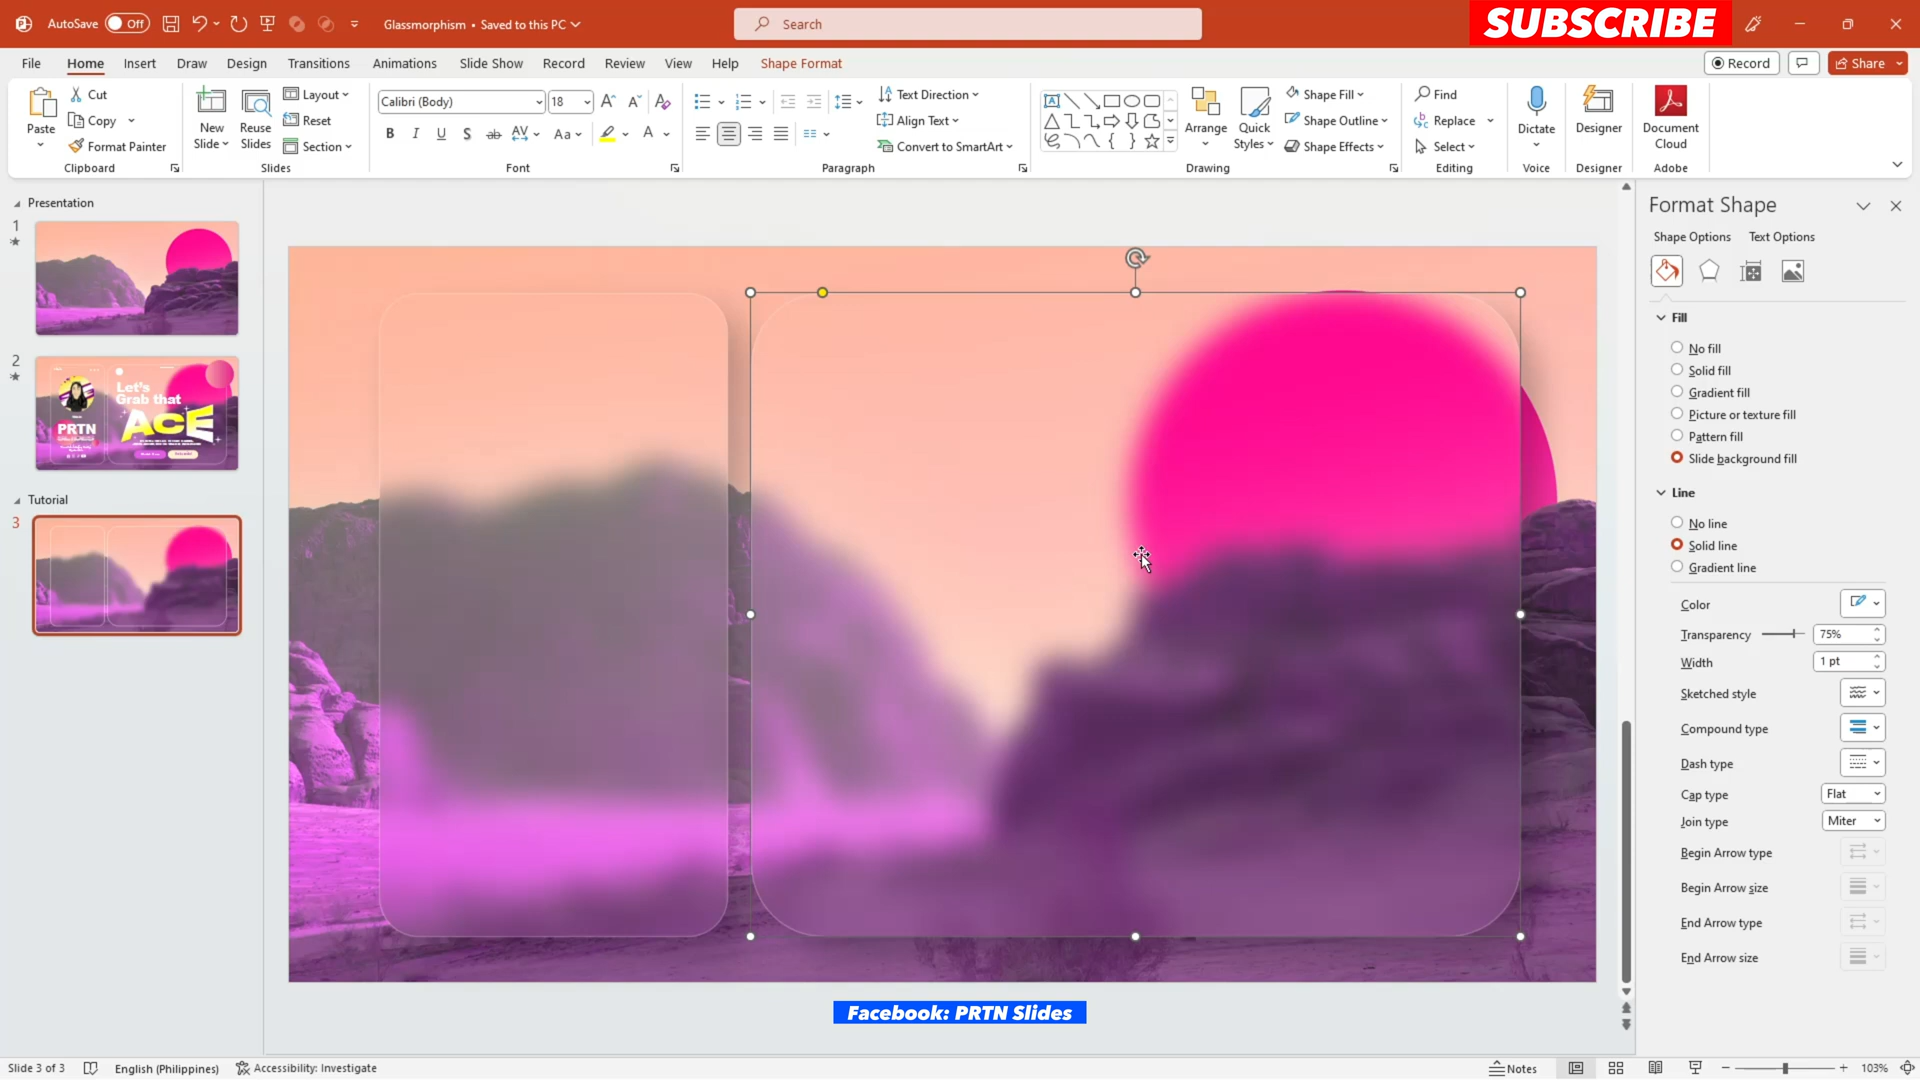 AutoSave Off
Glassmorphism • Saved to this PC
Search
SUBSCRIBE
File Home Insert Draw Design Transitions Animations Slide Show Record Review View Help Shape Format
Record
Share
Paste
Cut
Copy
Format Painter
Clipboard
New Slide
Reuse Slides
Layout
Reset
Section
Slides
Calibri (Body) 18
B I U S ab AV Aa A
Font
Text Direction
Align Text
Convert to SmartArt
Paragraph
Arrange
Quick Styles
Shape Fill
Shape Outline
Shape Effects
Drawing
Find
Replace
Select
Editing
Dictate
Voice
Designer
Designer
Document Cloud
Adobe
Presentation
1
2
Let's
Grab that
ACE
PRTN
Tutorial
3
Format Shape
Shape Options Text Options
Fill
No fill
Solid fill
Gradient fill
Picture or texture fill
Pattern fill
Slide background fill
Line
No line
Solid line
Gradient line
Color
Transparency 75%
Width 1 pt
Sketched style
Compound type
Dash type
Cap type Flat
Join type Miter
Begin Arrow type
Begin Arrow size
End Arrow type
End Arrow size
Facebook: PRTN Slides
Slide 3 of 3 English (Philippines) Accessibility: Investigate
Notes
103%